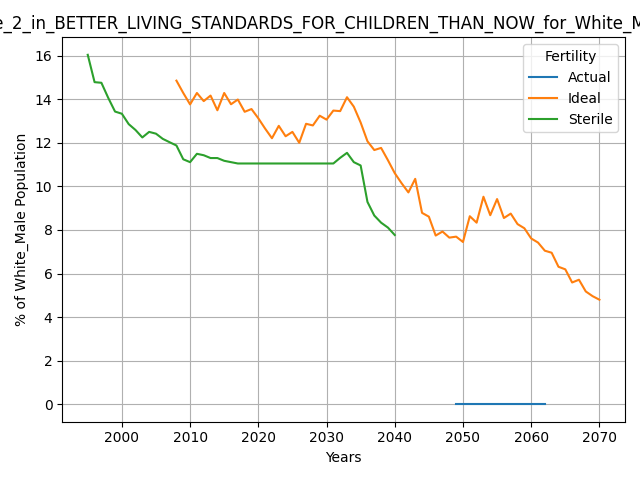 _2_in_BETTER_LIVING_STANDARDS_FOR_CHILDREN_THAN_NOW_for_White_M
Fertility
Actual
Ideal
Sterile
% of White_Male Population
16
14
12
10
8
6
4
2
0
2000 2010 2020 2030 2040 2050 2060 2070
Years